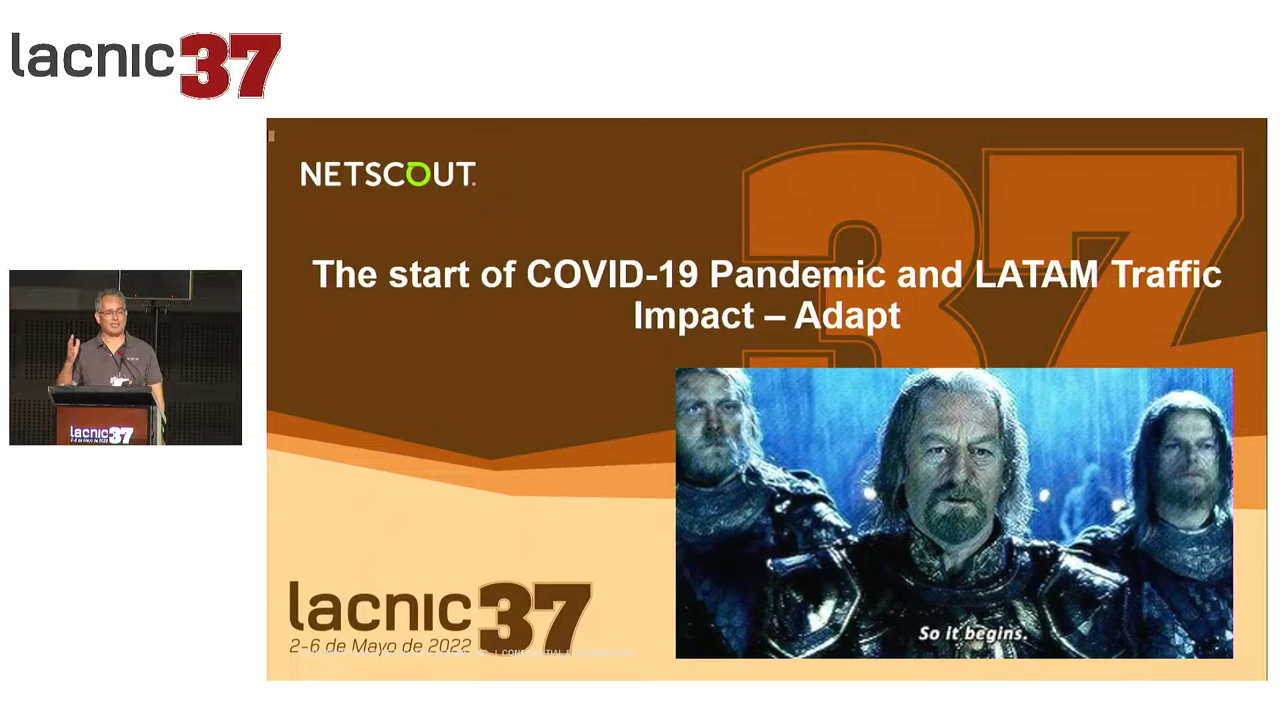 lacnic37
NETSCOUT.
The start of COVID-19 Pandemic and LATAM Traffic
Impact – Adapt
lacnic37
So it begins.
lacnic37
2-6 de Mayo de 2022